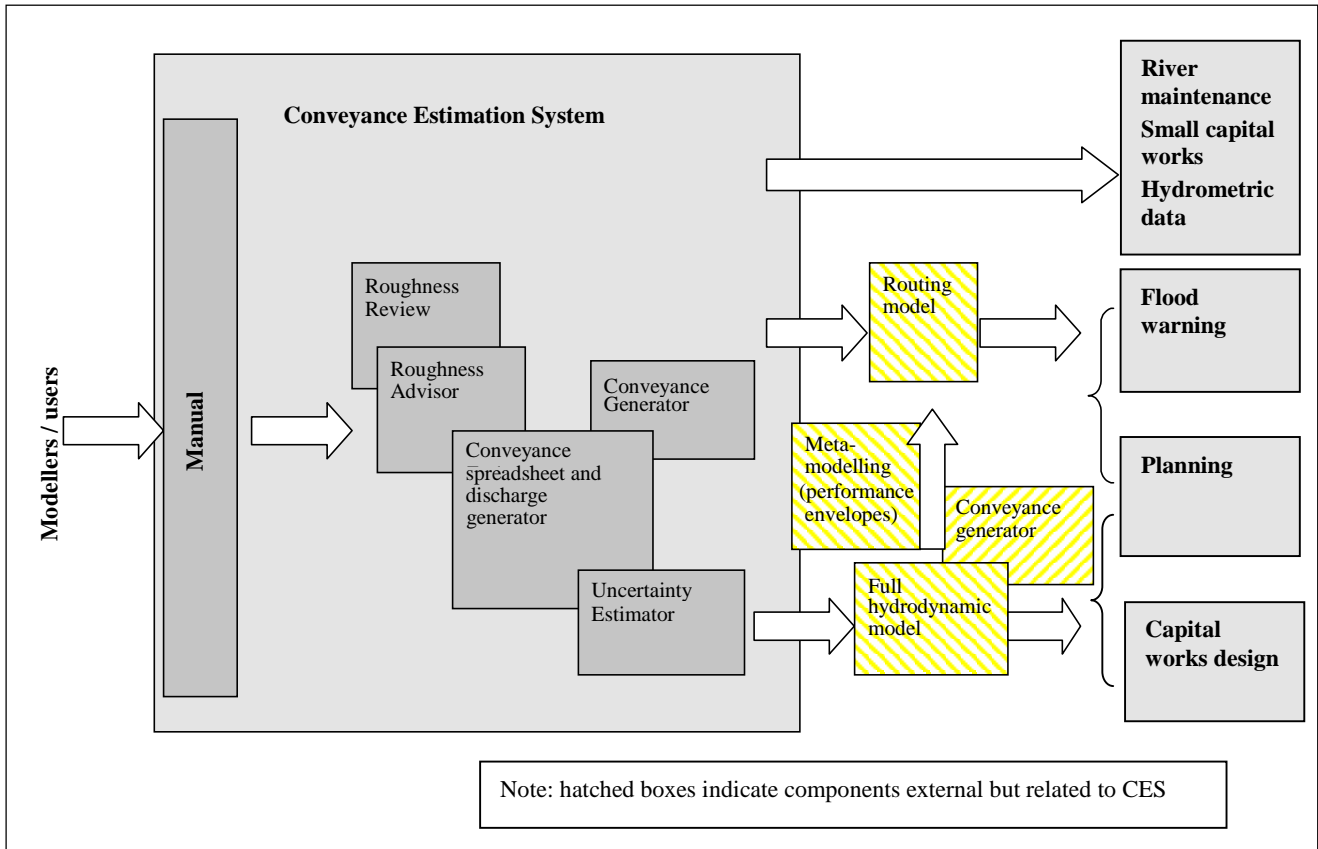 Conveyance Estimation System
Modellers / users
Manual
Roughness
Review
Roughness
Advisor
Conveyance
spreadsheet and
discharge
generator
Conveyance
Generator
Uncertainty
Estimator
Routing
model
Meta-
modelling
(performance
envelopes)
Conveyance
generator
Full
hydrodynamic
model
River
maintenance
Small capital
works
Hydrometric
data
Flood
warning
Planning
Capital
works design
Note: hatched boxes indicate components external but related to CES